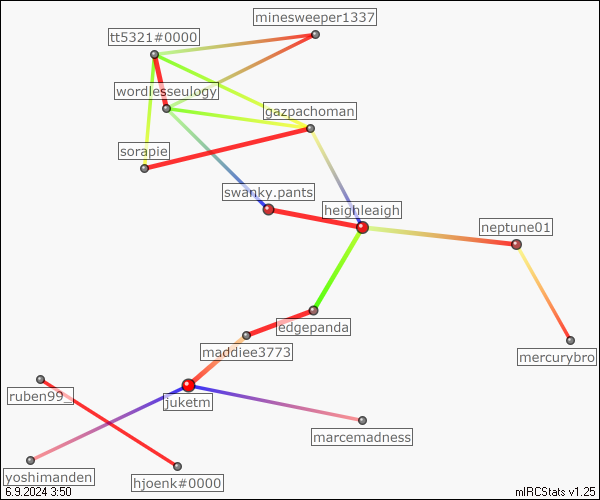 minesweeper1337
tt5321#0000
wordlesseulogy
gazpachoman
sorapie
swanky.pants
heighleaigh
neptune01
edgepanda
maddiee3773
mercurybro
ruben99_
juketm
marcemadness
yoshimanden
hjoenk#0000
6.9.2024 3:50
mIRCStats v1.25